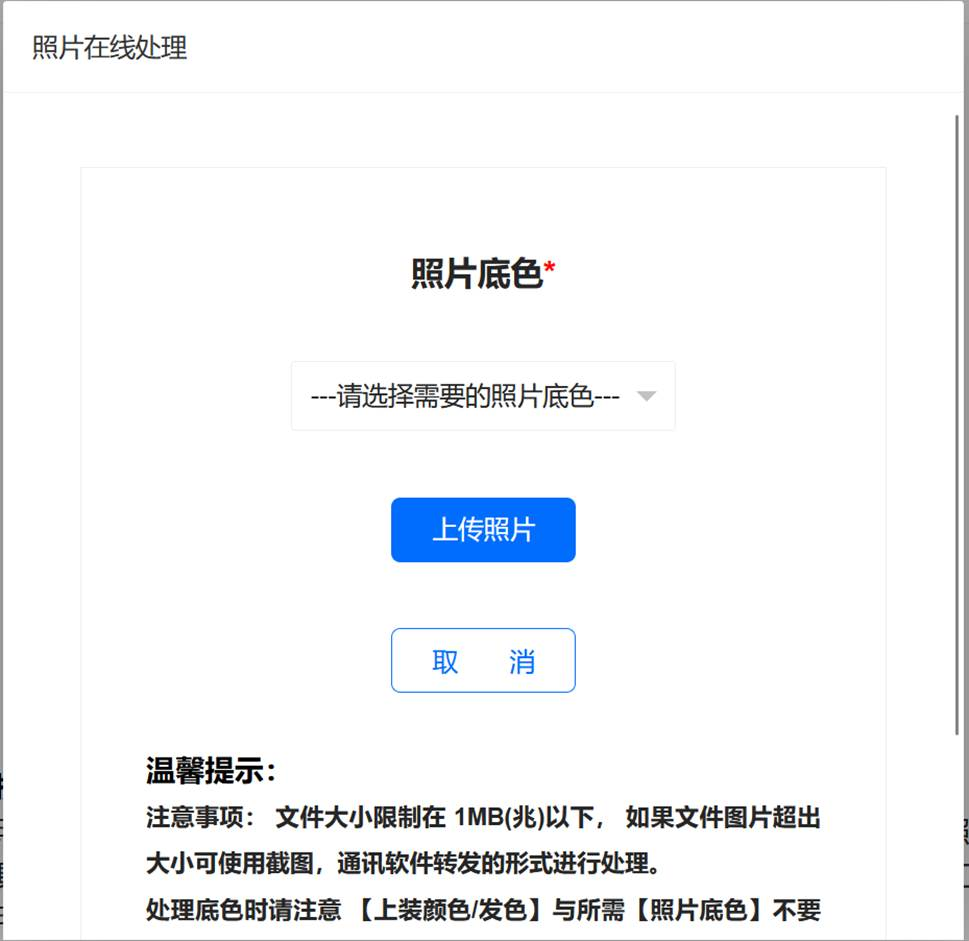 照片在线处理
照片底色*
---请选择需要的照片底色---
上传照片
取 消
温馨提示：
注意事项： 文件大小限制在 1MB(兆)以下， 如果文件图片超出
大小可使用截图，通讯软件转发的形式进行处理。
处理底色时请注意 【上装颜色/发色】与所需【照片底色】不要